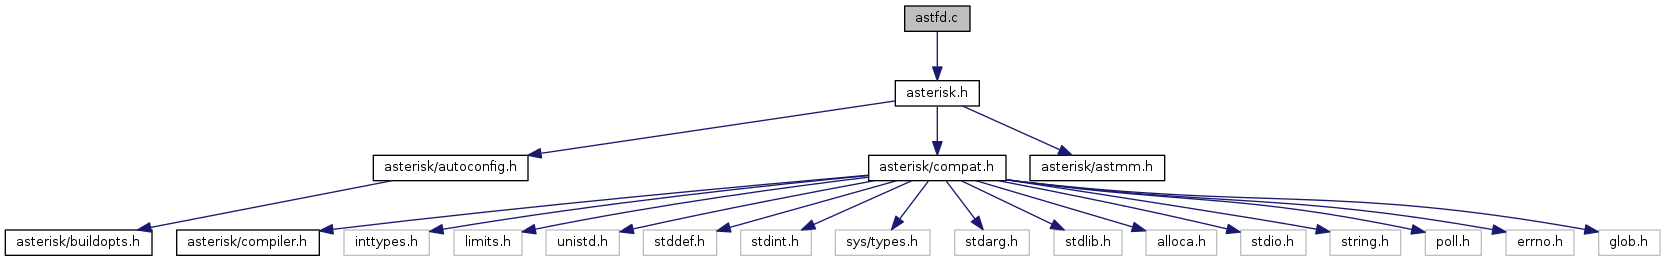 astfd.c
asterisk.h
asterisk/autoconfig.h
asterisk/compat.h
asterisk/astmm.h
asterisk/buildopts.h
asterisk/compiler.h
inttypes.h
limits.h
unistd.h
stddef.h
stdint.h
sys/types.h
stdarg.h
stdlib.h
alloca.h
stdio.h
string.h
poll.h
errno.h
glob.h